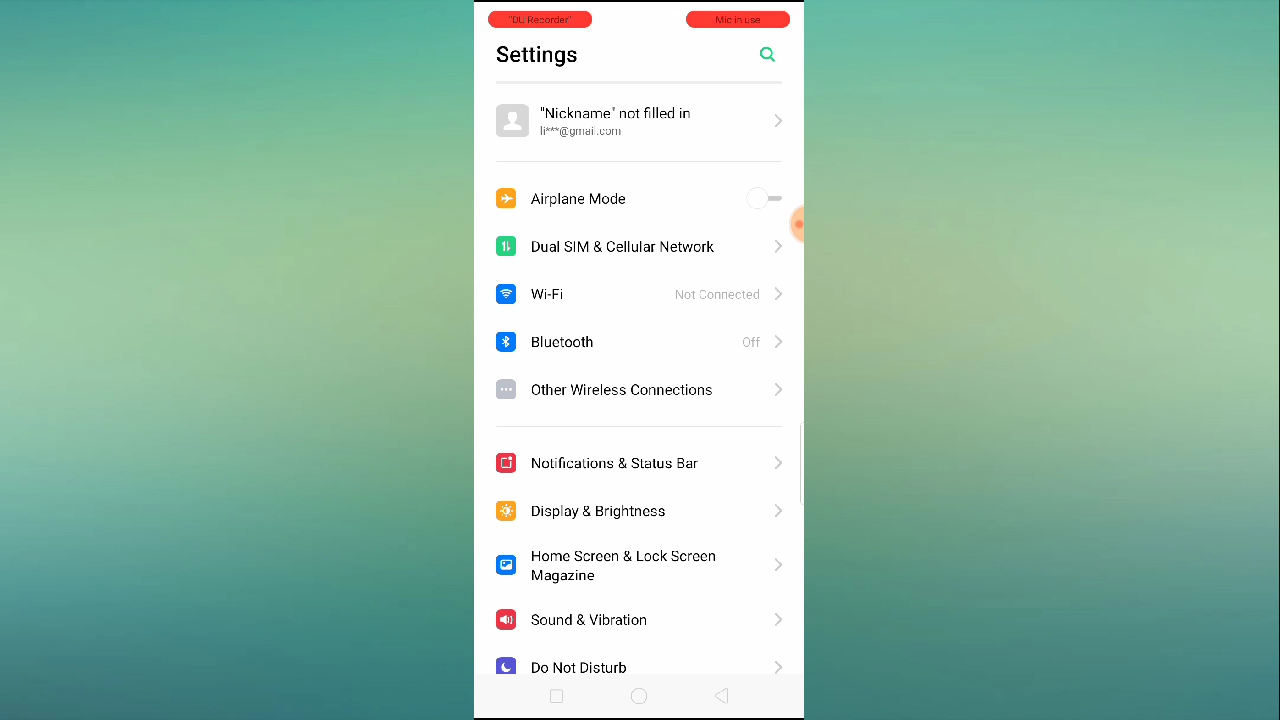 "DU Recorder"
Mic in use
Settings
"Nickname" not filled in
li***@gmail.com
Airplane Mode
Dual SIM & Cellular Network
Wi-Fi
Not Connected
Bluetooth
Off
Other Wireless Connections
Notifications & Status Bar
Display & Brightness
Home Screen & Lock Screen
Magazine
Sound & Vibration
Do Not Disturb